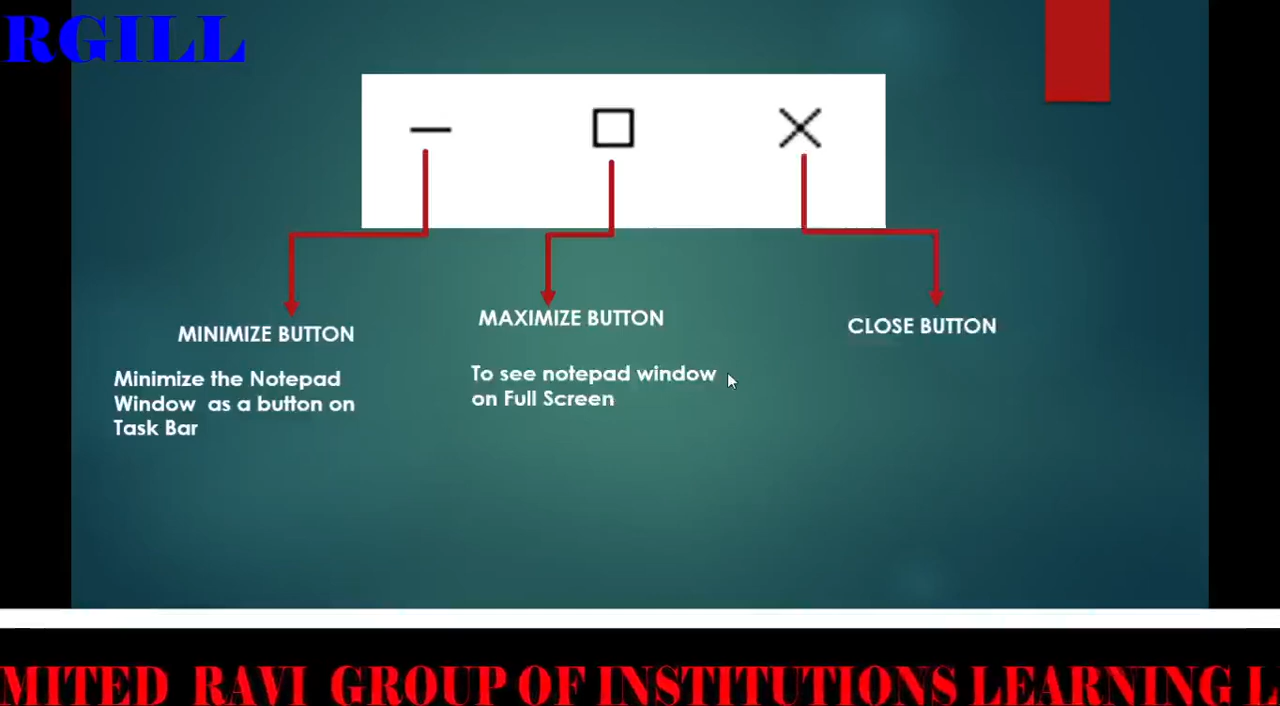 RGILL
MINIMIZE BUTTON
Minimize the Notepad
Window as a button on
Task Bar
MAXIMIZE BUTTON
To see notepad window
on Full Screen
CLOSE BUTTON
MITED RAVI GROUP OF INSTITUTIONS LEARNING L